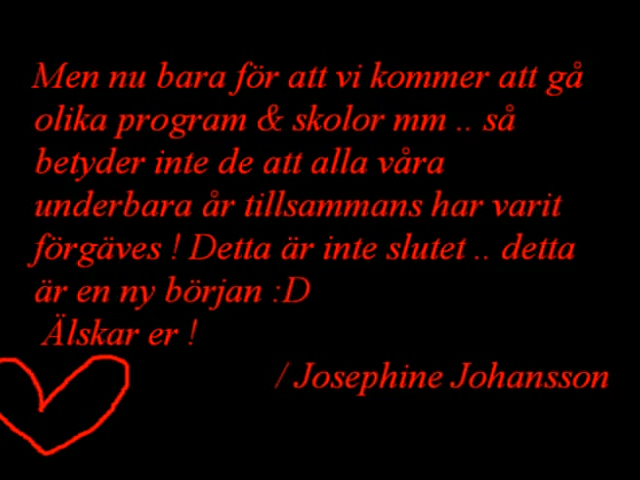 Men nu bara för att vi kommer att gå
olika program & skolor mm .. så
betyder inte de att alla våra
underbara år tillsammans har varit
förgäves ! Detta är inte slutet .. detta
är en ny början :D
Älskar er !
/ Josephine Johansson